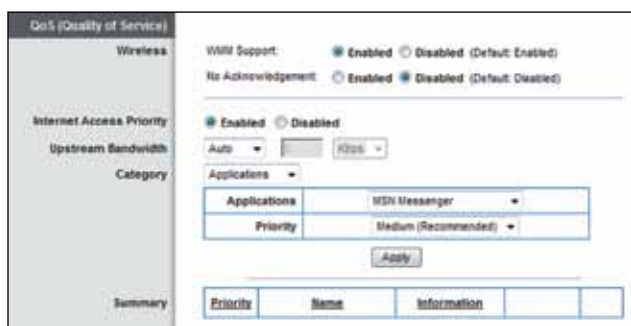 QoS (Quality of Service)
Wireless
WMM Support: Enabled Disabled (Default: Enabled)
No Acknowledgement: Enabled Disabled (Default: Disabled)
Internet Access Priority Enabled Disabled
Upstream Bandwidth Auto Kbps
Category Applications
Applications MSN Messenger
Priority Medium (Recommended)
Apply
Summary Priority Name Information